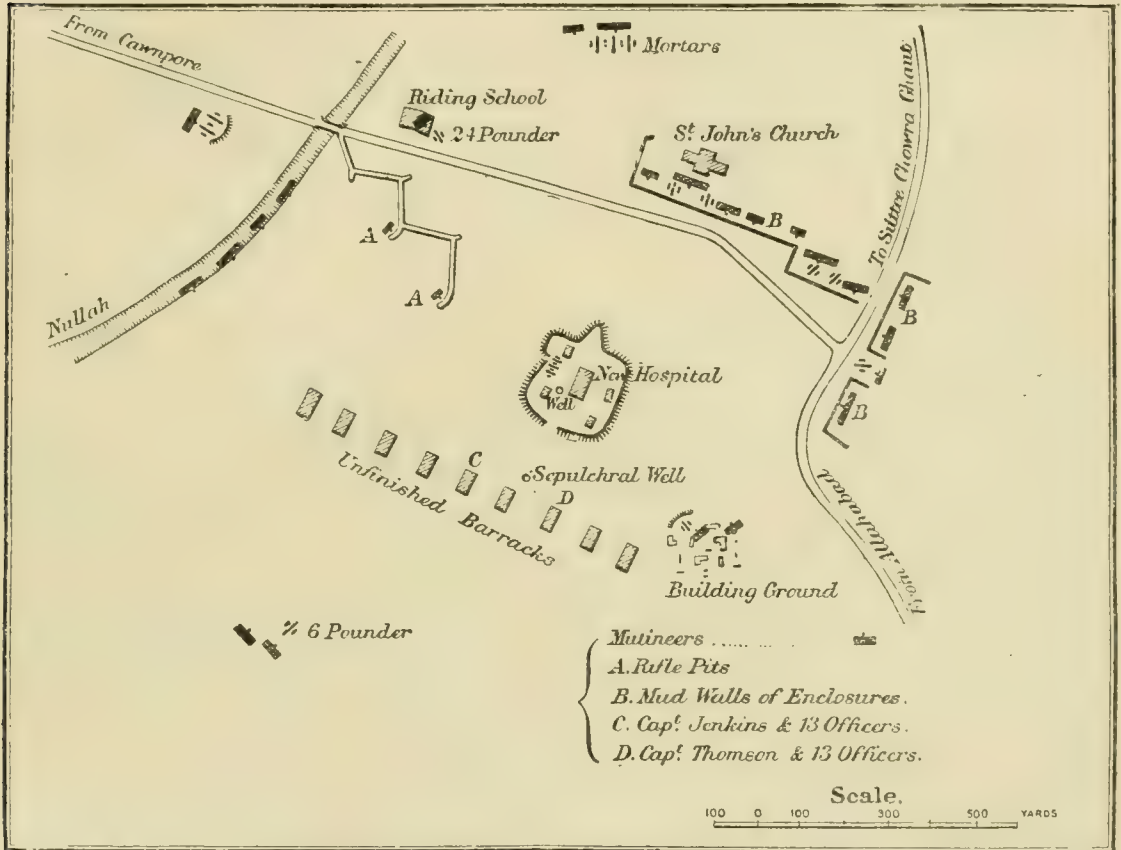 From Cawnpore
Mortars
Riding School
24 Pounder
St. John's Church
To Suttee Chowra Ghaut
B
A
Nullah
A
B
New Hospital
Well
B
C
Sepulchral Well
D
Unfinished Barracks
From Allahabad
Building Ground
6 Pounder
Mutineers
A. Rifle Pits
B. Mud Walls of Enclosures.
C. Capt. Jenkins & 13 Officers.
D. Capt. Thomson & 13 Officers.
Scale.
100 0 100 300 500 YARDS